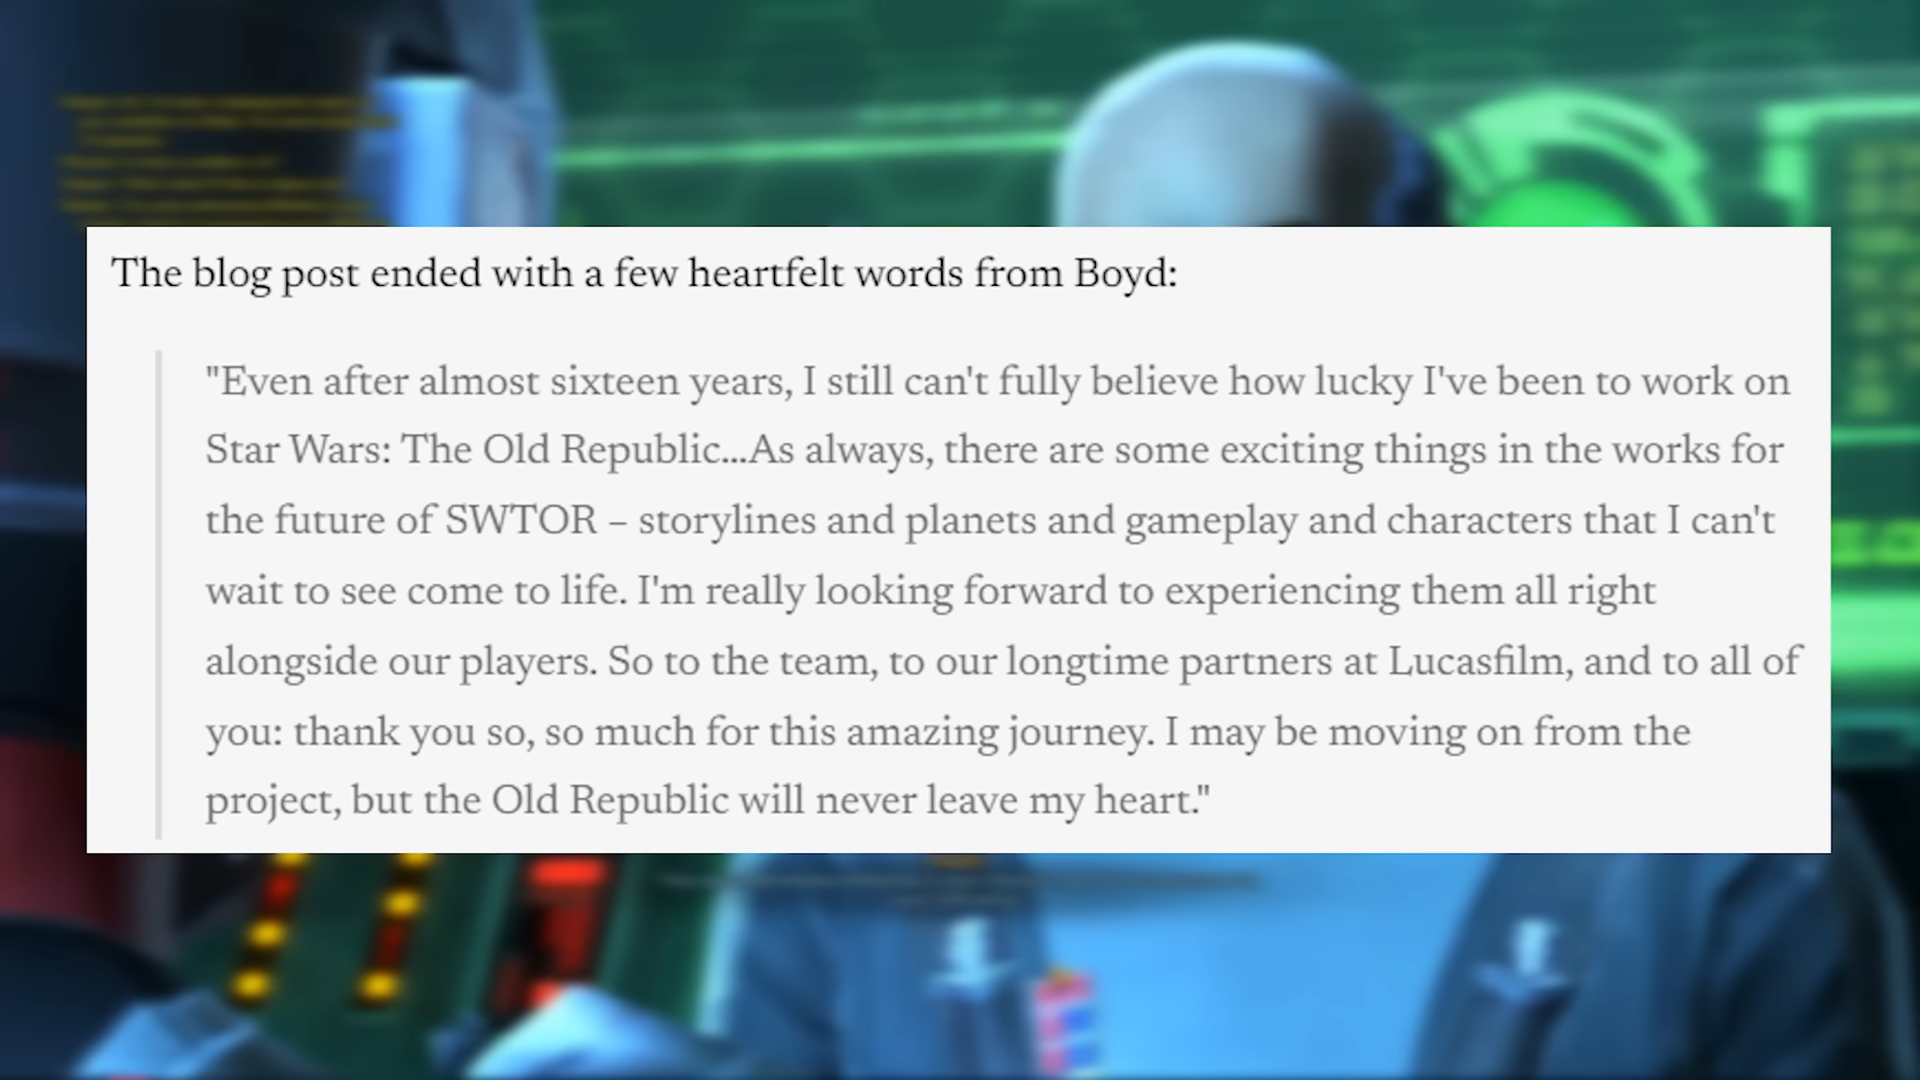 The blog post ended with a few heartfelt words from Boyd:
"Even after almost sixteen years, I still can't fully believe how lucky I've been to work on
Star Wars: The Old Republic...As always, there are some exciting things in the works for
the future of SWTOR – storylines and planets and gameplay and characters that I can't
wait to see come to life. I'm really looking forward to experiencing them all right
alongside our players. So to the team, to our longtime partners at Lucasfilm, and to all of
you: thank you so, so much for this amazing journey. I may be moving on from the
project, but the Old Republic will never leave my heart."